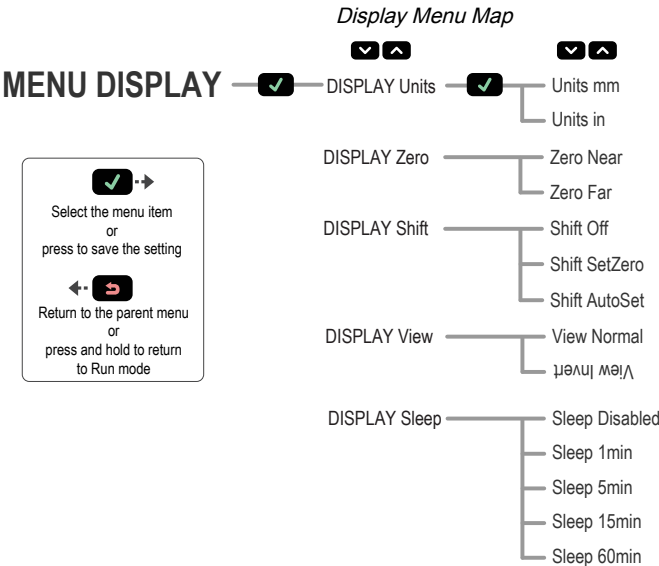 Display Menu Map
MENU DISPLAY
DISPLAY Units
Units mm
Units in
DISPLAY Zero
Zero Near
Zero Far
DISPLAY Shift
Shift Off
Shift SetZero
Shift AutoSet
DISPLAY View
View Normal
View Invert
DISPLAY Sleep
Sleep Disabled
Sleep 1min
Sleep 5min
Sleep 15min
Sleep 60min
Select the menu item
or
press to save the setting
Return to the parent menu
or
press and hold to return
to Run mode